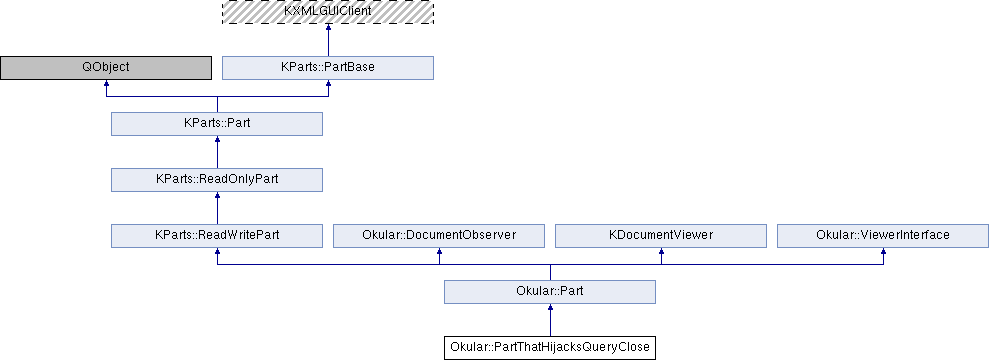 KXMLGUIClient
QObject
KParts::PartBase
KParts::Part
KParts::ReadOnlyPart
KParts::ReadWritePart
Okular::DocumentObserver
KDocumentViewer
Okular::ViewerInterface
Okular::Part
Okular::PartThatHijacksQueryClose